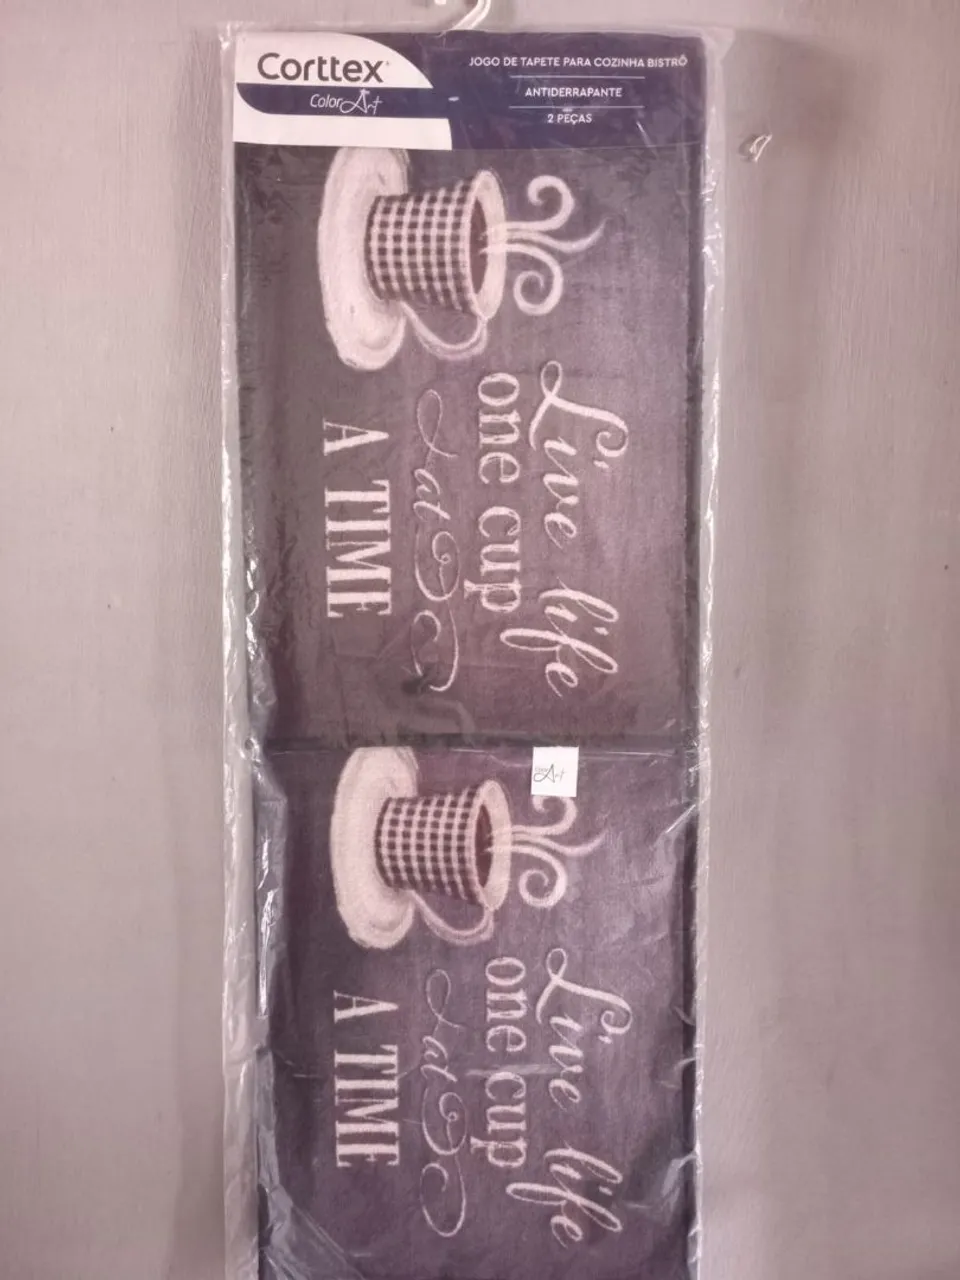 Corttex
Color Art
JOGO DE TAPETE PARA COZINHA BISTRÔ
ANTIDERRAPANTE
2 PEÇAS
Live life
one cup
at
A TIME
Art
Live life
one cup
at
A TIME